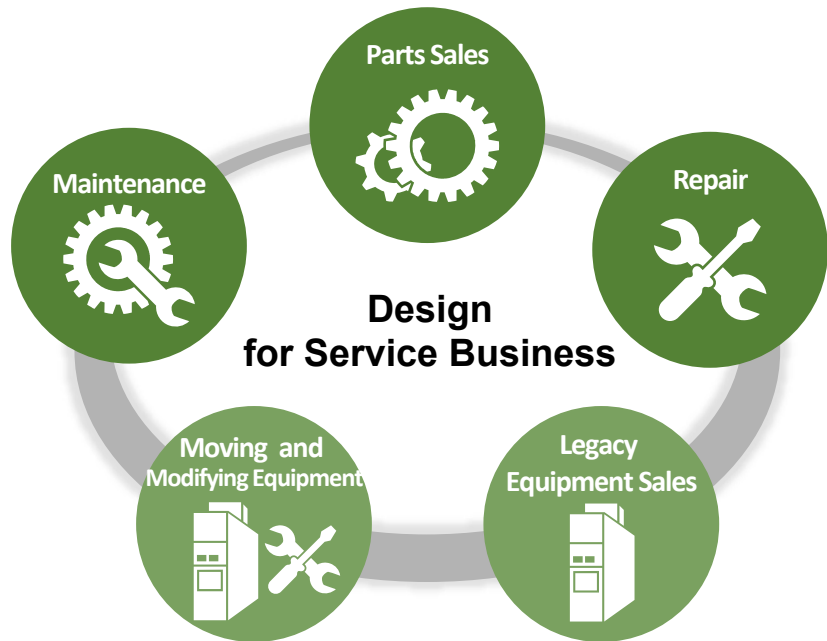 Parts Sales
Maintenance
Repair
Design
for Service Business
Moving and
Modifying Equipment
Legacy
Equipment Sales